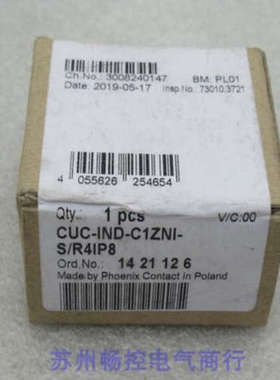 Ch.No.: 3008240147 BM: PL01
Date: 2019-05-17 Insp.No.: 73010.3721
4 055626 254654
Qty.: 1 pcs V/C:00
CUC-IND-C1ZNI-
S/R4IP8
Ord.No.: 14 21 12 6
Made by Phoenix Contact in Poland
苏州畅控电气商行